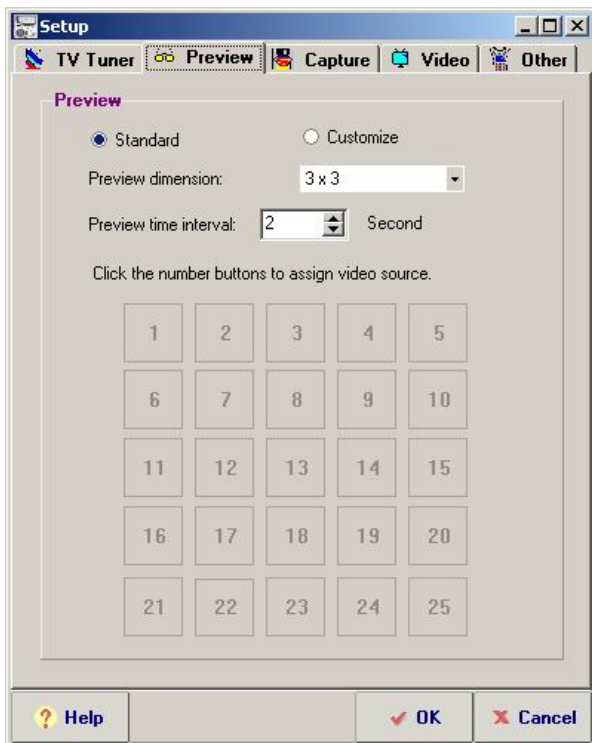 Setup
TV Tuner Preview Capture Video Other
Preview
Standard Customize
Preview dimension: 3 x 3
Preview time interval: 2 Second
Click the number buttons to assign video source.
1 2 3 4 5
6 7 8 9 10
11 12 13 14 15
16 17 18 19 20
21 22 23 24 25
? Help OK Cancel